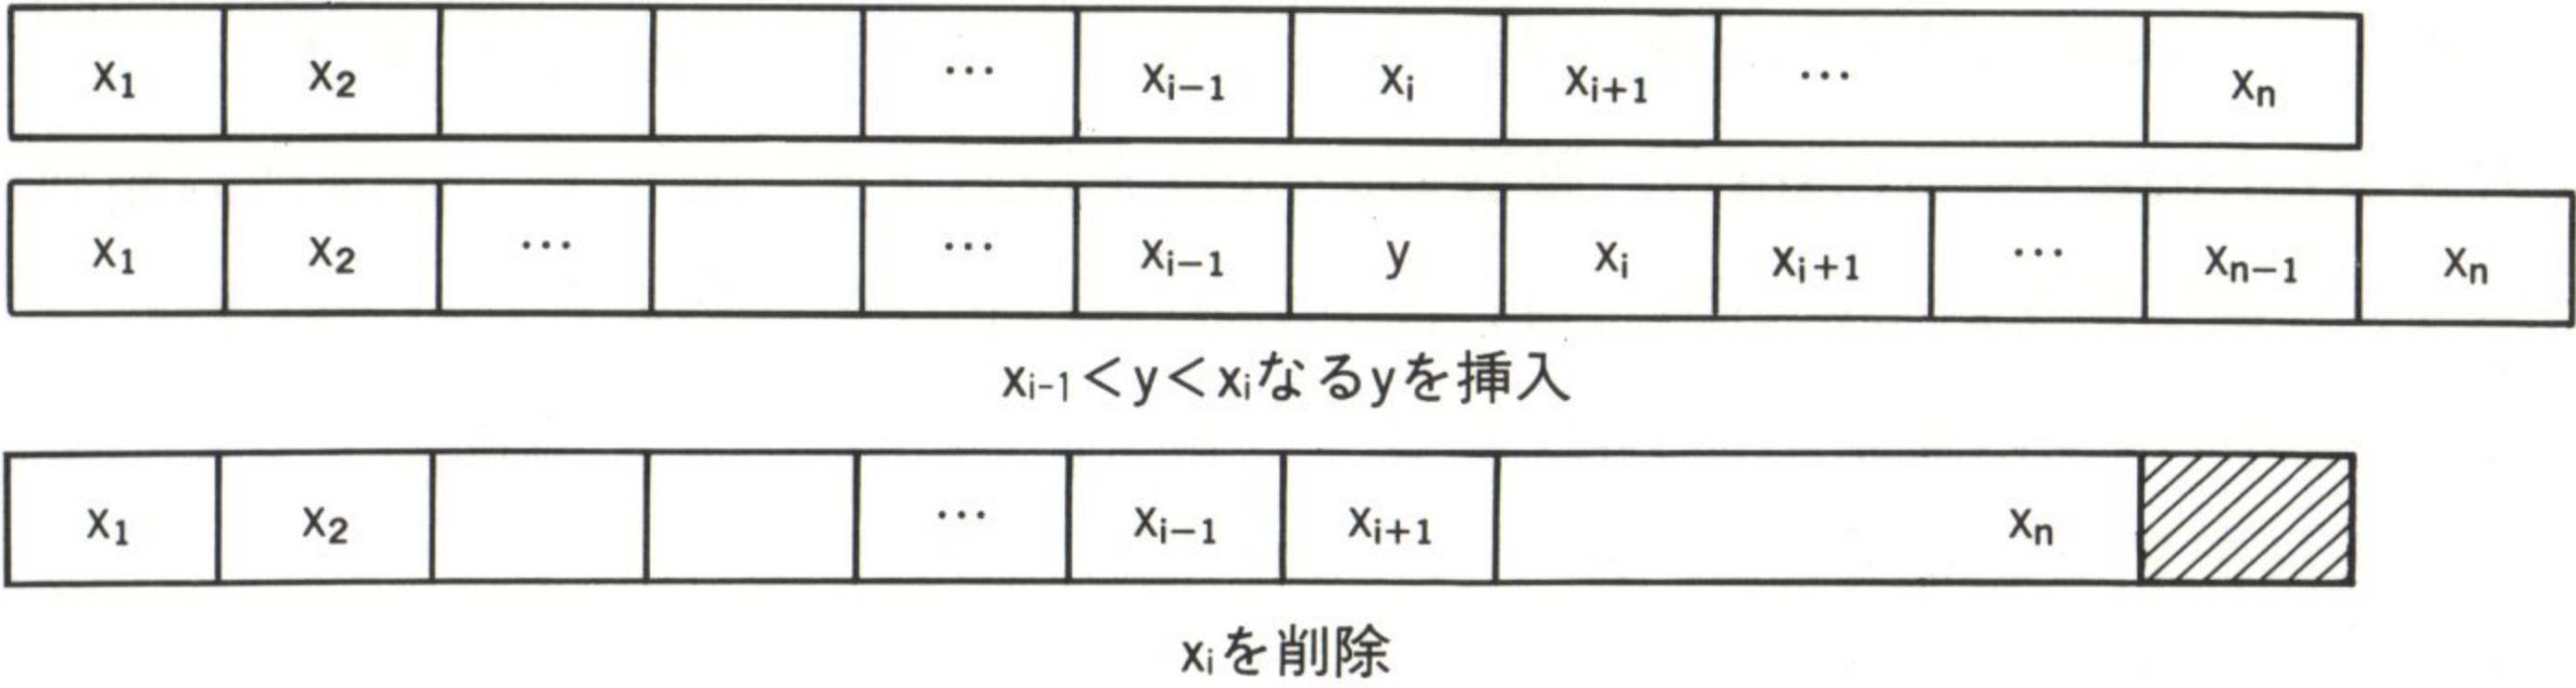 x₁ x₂ … xᵢ₋₁ xᵢ xᵢ₊₁ … xₙ
x₁ x₂ … … xᵢ₋₁ y xᵢ xᵢ₊₁ … xₙ₋₁ xₙ
xᵢ₋₁<y<xᵢなるyを挿入
x₁ x₂ … xᵢ₋₁ xᵢ₊₁ xₙ
xᵢを削除